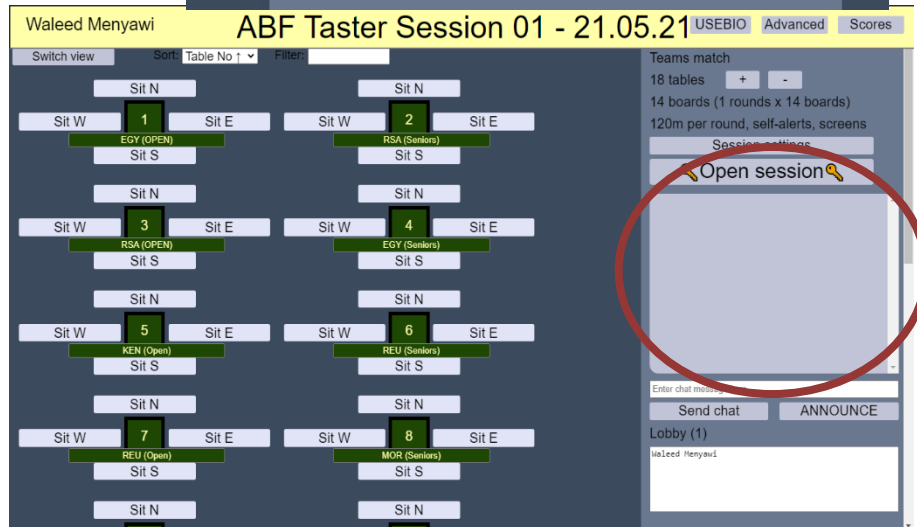 Waleed Menyawi
ABF Taster Session 01 - 21.05.21
USEBIO Advanced Scores
Switch view Sort: Table No ↑ Filter:
Sit N Sit N
Sit W 1 Sit E Sit W 2 Sit E
EGY (OPEN) RSA (Seniors)
Sit S Sit S
Sit N Sit N
Sit W 3 Sit E Sit W 4 Sit E
RSA (OPEN) EGY (Seniors)
Sit S Sit S
Sit N Sit N
Sit W 5 Sit E Sit W 6 Sit E
KEN (Open) REU (Seniors)
Sit S Sit S
Sit N Sit N
Sit W 7 Sit E Sit W 8 Sit E
REU (Open) MOR (Seniors)
Sit S Sit S
Sit N Sit N
Teams match
18 tables + -
14 boards (1 rounds x 14 boards)
120m per round, self-alerts, screens
Session settings
Open session
Enter chat message
Send chat ANNOUNCE
Lobby (1)
Waleed Menyawi